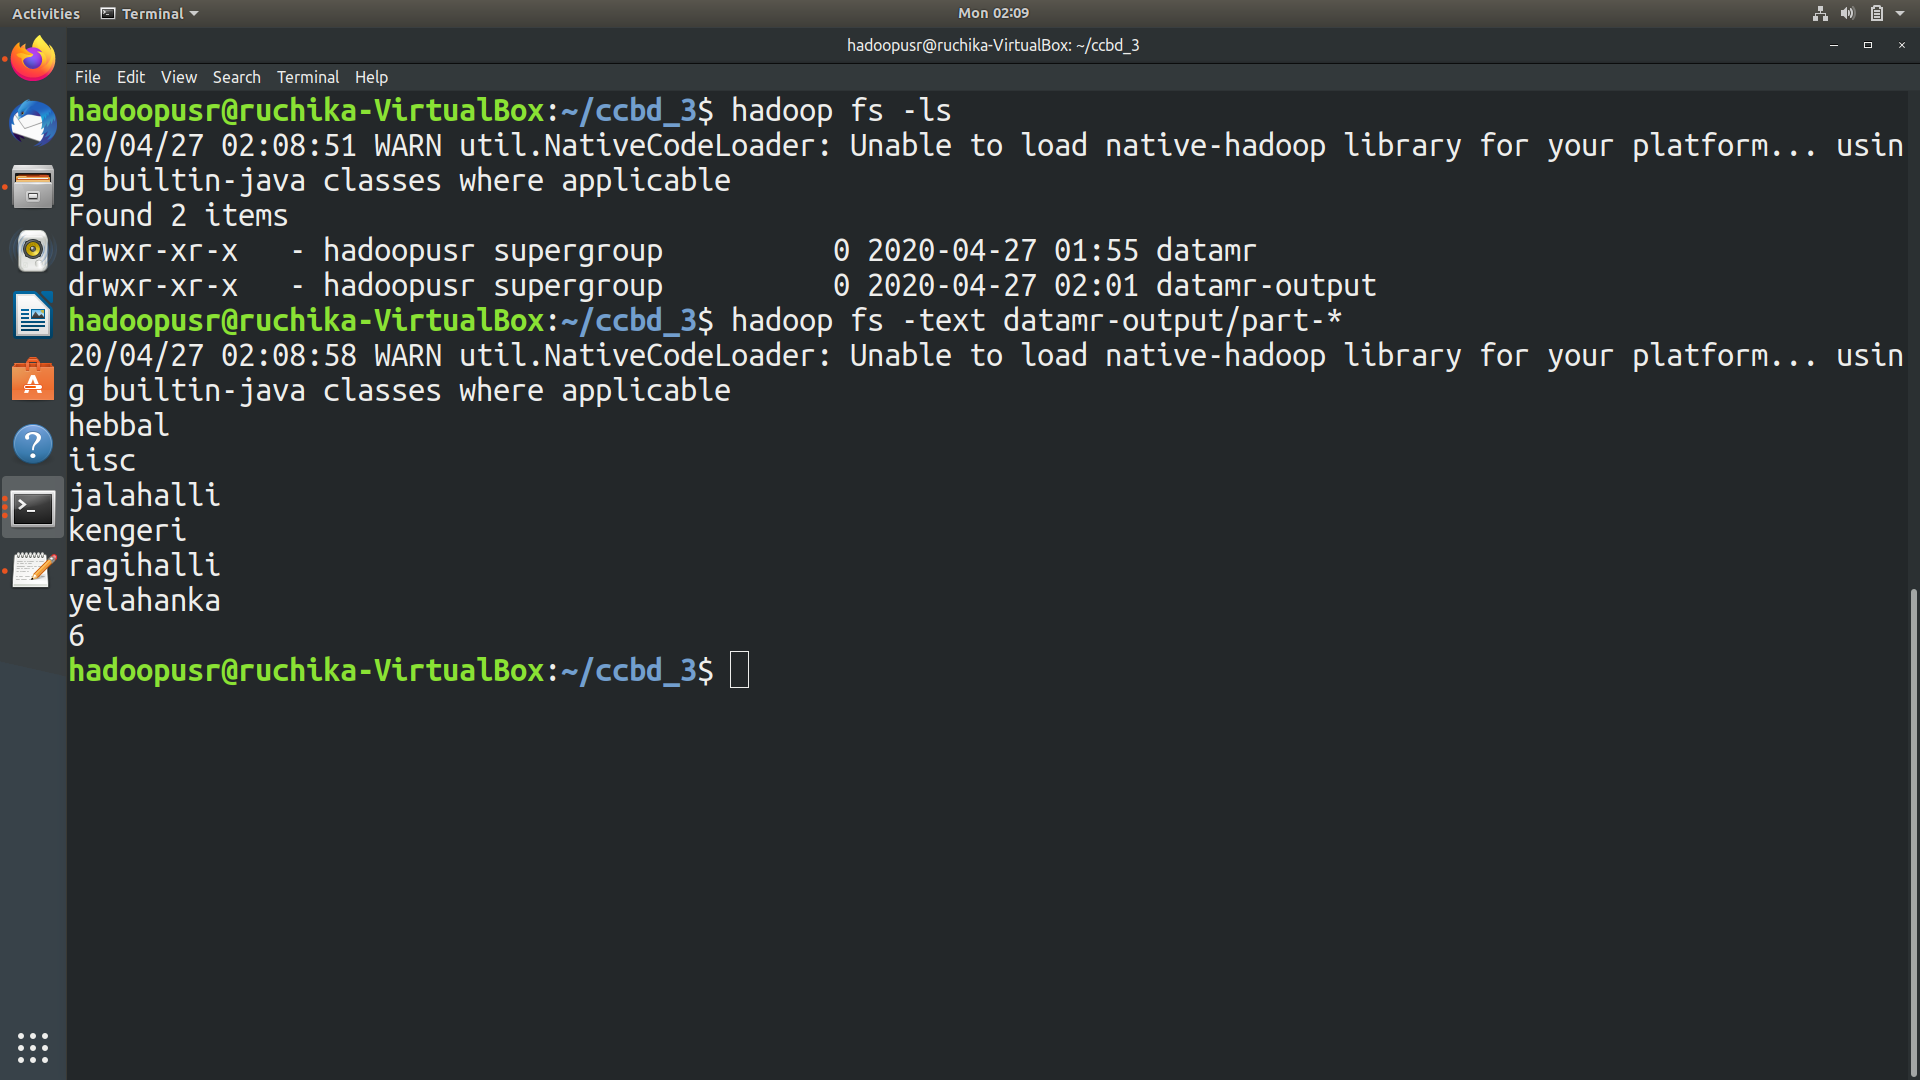 Activities Terminal Mon 02:09
hadoopusr@ruchika-VirtualBox: ~/ccbd_3
File Edit View Search Terminal Help
hadoopusr@ruchika-VirtualBox:~/ccbd_3$ hadoop fs -ls
20/04/27 02:08:51 WARN util.NativeCodeLoader: Unable to load native-hadoop library for your platform... usin
g builtin-java classes where applicable
Found 2 items
drwxr-xr-x   - hadoopusr supergroup          0 2020-04-27 01:55 datamr
drwxr-xr-x   - hadoopusr supergroup          0 2020-04-27 02:01 datamr-output
hadoopusr@ruchika-VirtualBox:~/ccbd_3$ hadoop fs -text datamr-output/part-*
20/04/27 02:08:58 WARN util.NativeCodeLoader: Unable to load native-hadoop library for your platform... usin
g builtin-java classes where applicable
hebbal
iisc
jalahalli
kengeri
ragihalli
yelahanka
6
hadoopusr@ruchika-VirtualBox:~/ccbd_3$